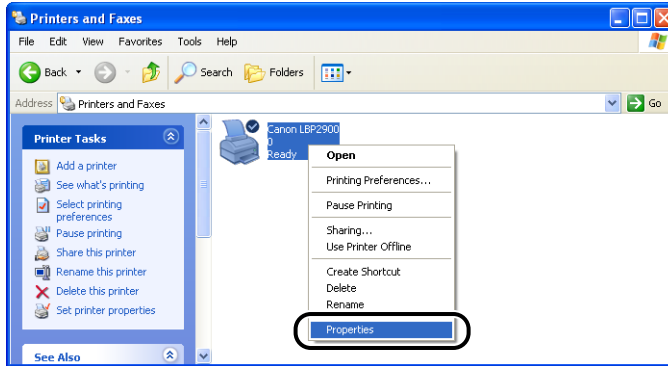 Printers and Faxes
File Edit View Favorites Tools Help
Back Search Folders
Address Printers and Faxes Go
Printer Tasks
Add a printer
See what's printing
Select printing
preferences
Pause printing
Share this printer
Rename this printer
Delete this printer
Set printer properties
See Also
Canon LBP2900
0
Ready
Open
Printing Preferences...
Pause Printing
Sharing...
Use Printer Offline
Create Shortcut
Delete
Rename
Properties